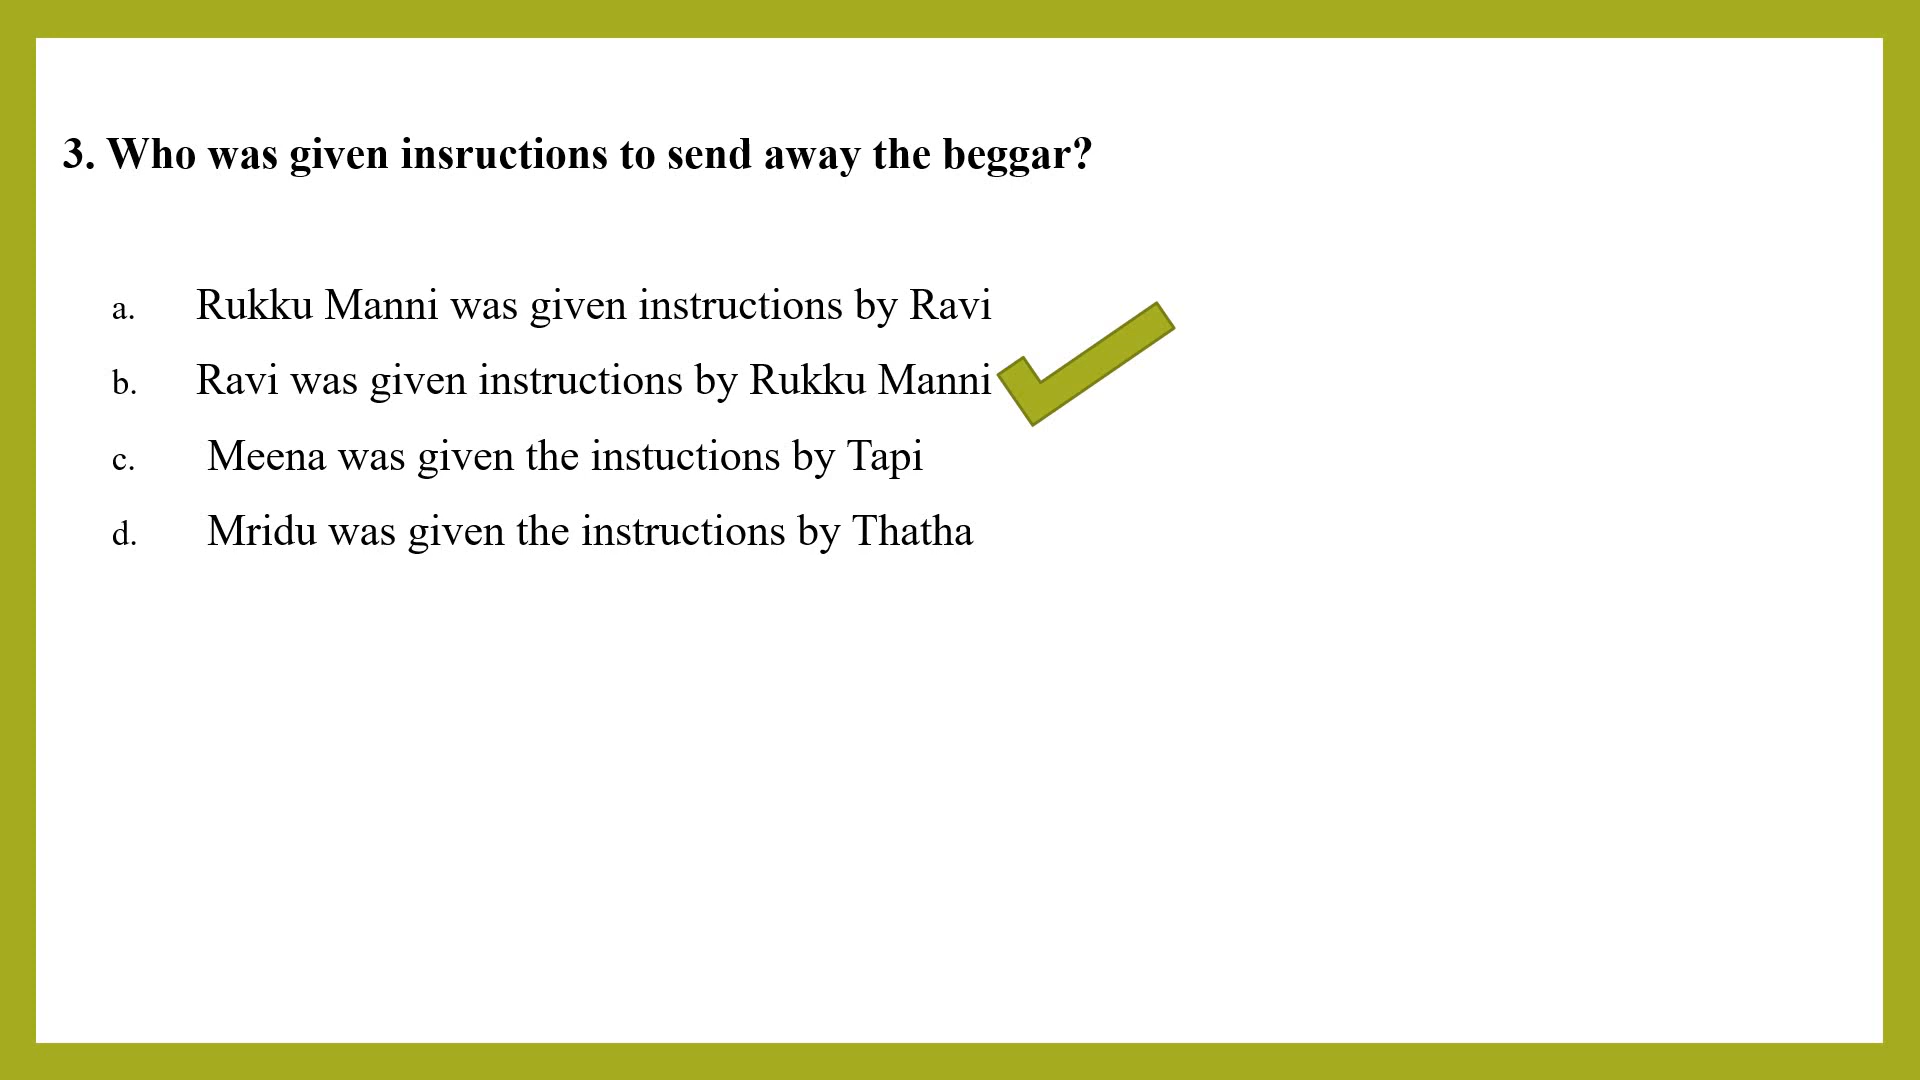 3. Who was given insructions to send away the beggar?
a. Rukku Manni was given instructions by Ravi
b. Ravi was given instructions by Rukku Manni
c. Meena was given the instuctions by Tapi
d. Mridu was given the instructions by Thatha